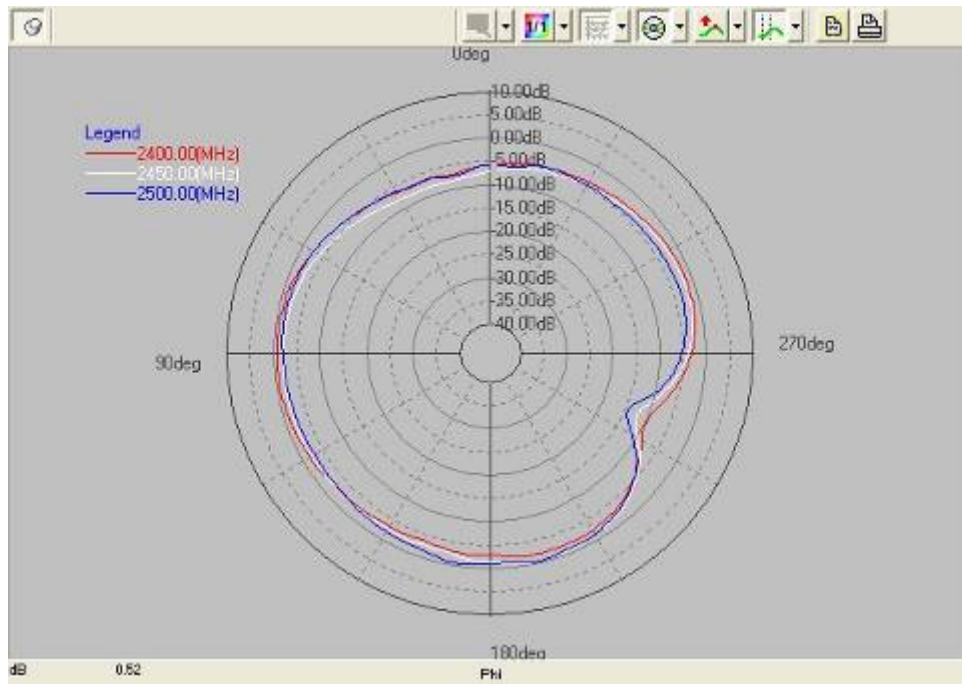 1/1
0deg
10.00dB
5.00dB
0.00dB
-5.00dB
-10.00dB
-15.00dB
-20.00dB
-25.00dB
-30.00dB
-35.00dB
-40.00dB
Legend
2400.00(MHz)
2450.00(MHz)
2500.00(MHz)
90deg
270deg
180deg
dB 0.52 Phi